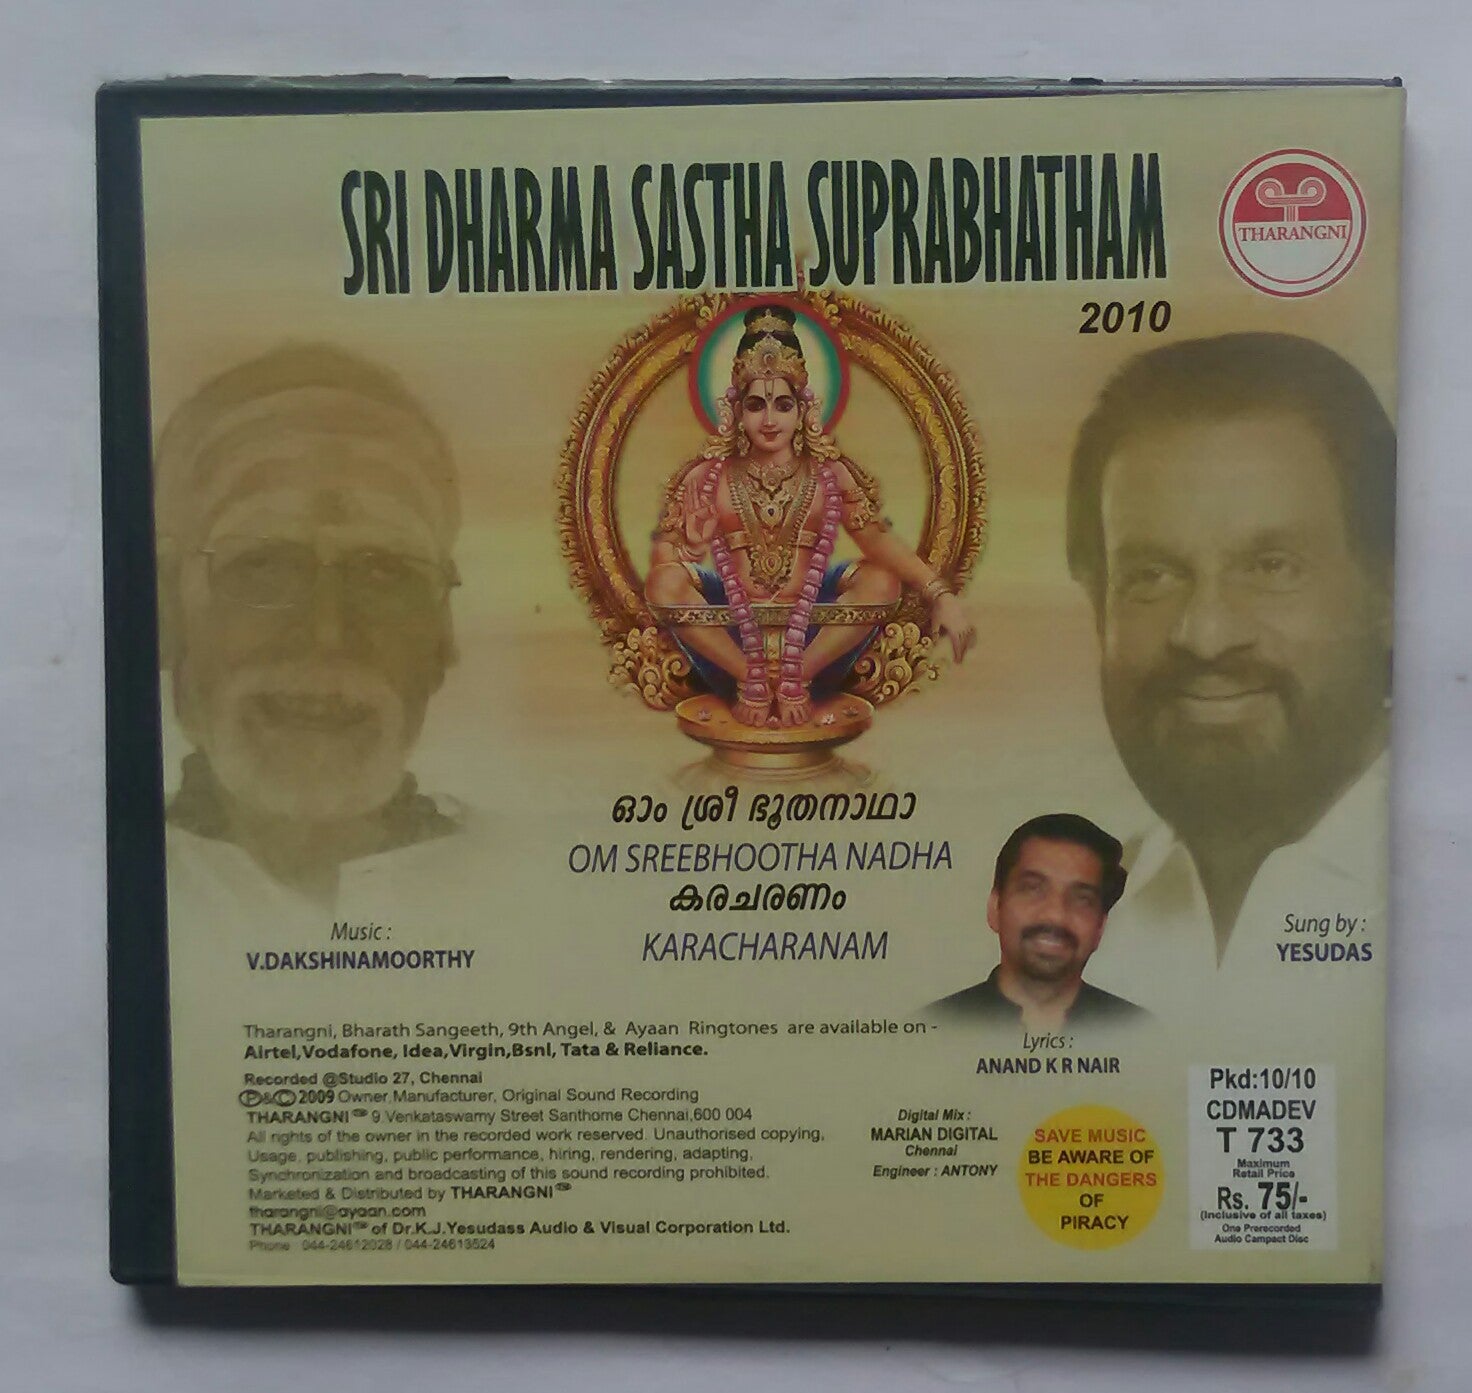 SRI DHARMA SASTHA SUPRABHATHAM
2010
THARANGNI
ഓം ശ്രീ ഭൂതനാഥാ
OM SREEBHOOTHA NADHA
കരചരണം
KARACHARANAM
Music :
V.DAKSHINAMOORTHY
Sung by :
YESUDAS
Lyrics :
ANAND K R NAIR
Tharangni, Bharath Sangeeth, 9th Angel, & Ayaan Ringtones are available on -
Airtel,Vodafone, Idea,Virgin,Bsnl, Tata & Reliance.
Recorded @Studio 27, Chennai
Ⓟ&Ⓒ 2009 Owner, Manufacturer, Original Sound Recording
THARANGNI 9 Venkataswamy Street Santhome Chennai,600 004
All rights of the owner in the recorded work reserved. Unauthorised copying,
Usage, publishing, public performance, hiring, rendering, adapting,
Synchronization and broadcasting of this sound recording prohibited.
Marketed & Distributed by THARANGNI
tharangni@ayaan.com
THARANGNI of Dr.K.J.Yesudass Audio & Visual Corporation Ltd.
Phone : 044-24612028 / 044-24613524
Digital Mix :
MARIAN DIGITAL
Chennai
Engineer : ANTONY
SAVE MUSIC
BE AWARE OF
THE DANGERS
OF
PIRACY
Pkd:10/10
CDMADEV
T 733
Maximum
Retail Price
Rs. 75/-
(Inclusive of all taxes)
One Prerecorded
Audio Campact Disc